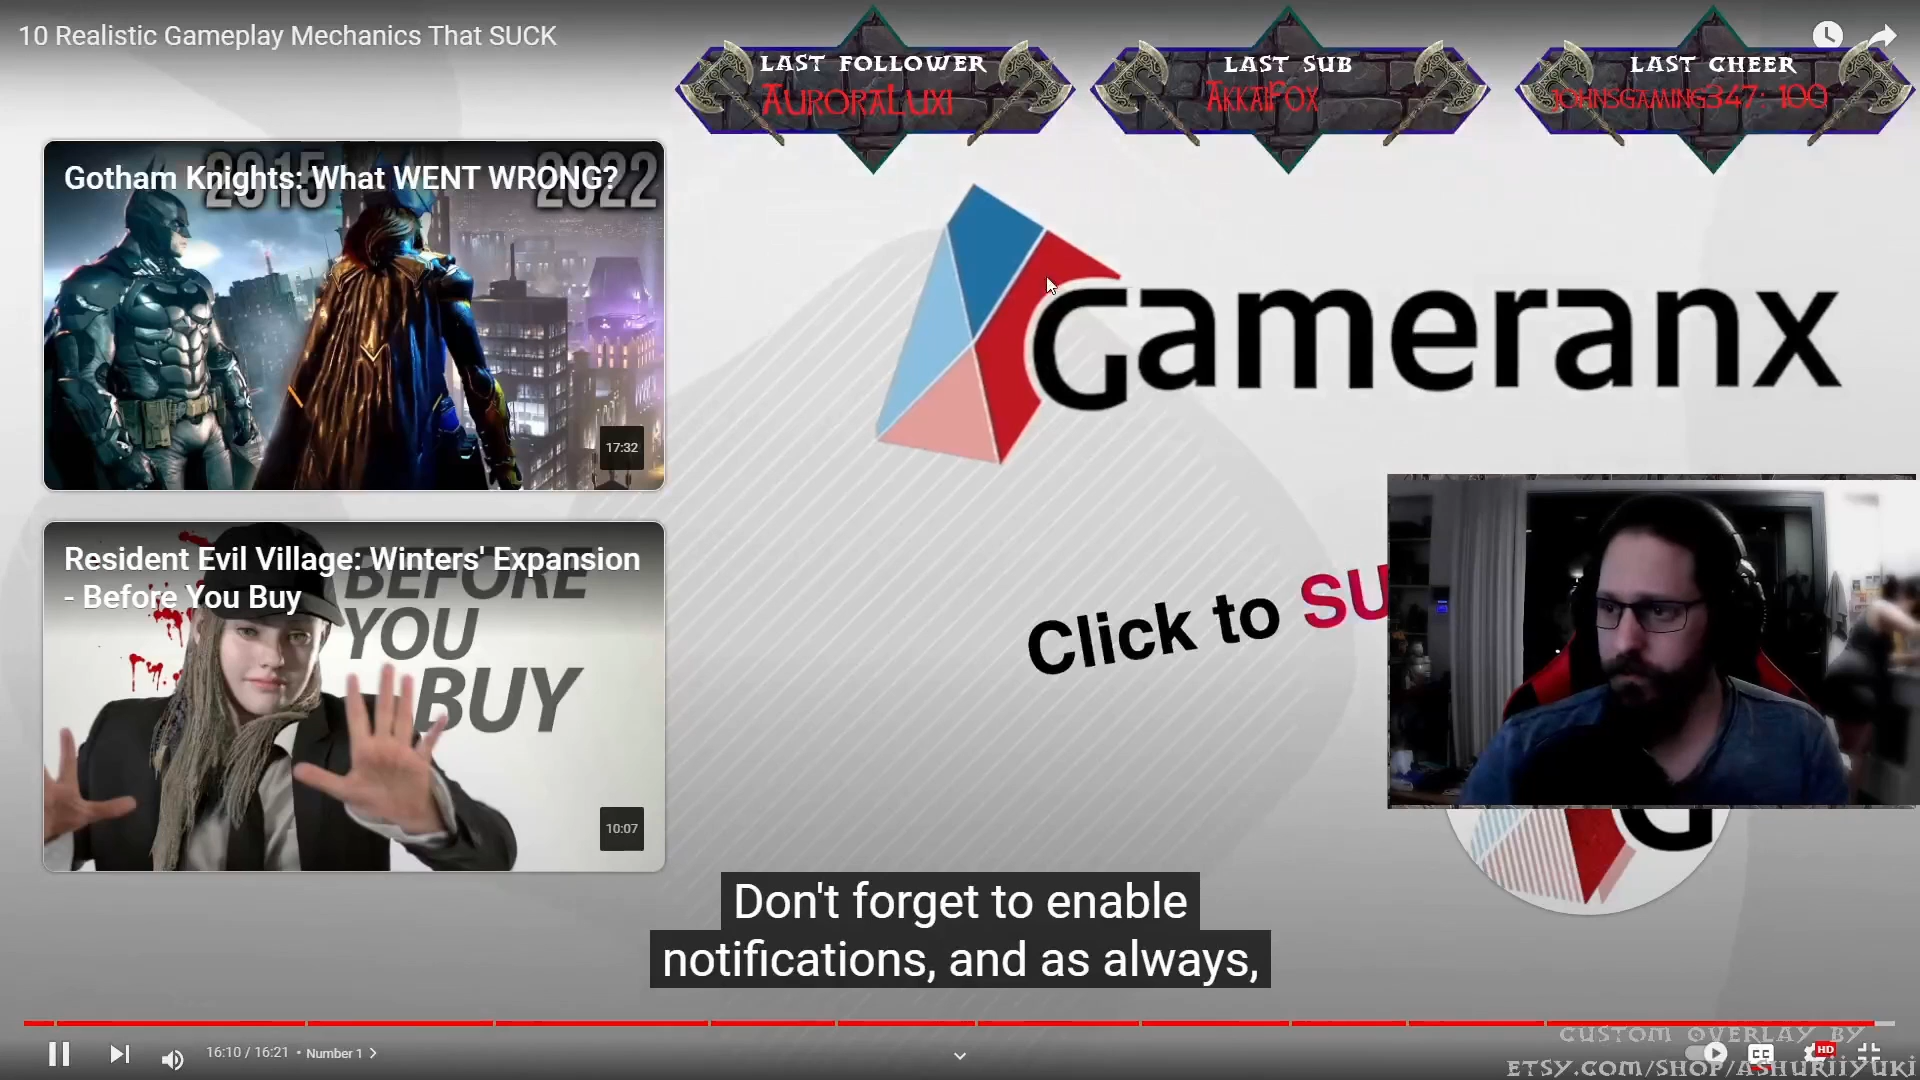 10 Realistic Gameplay Mechanics That SUCK
LAST FOLLOWER
AuroraLuxi
LAST SUB
AkkaiFox
LAST CHEER
johnsgaming347: 100
2015
2022
Gotham Knights: What WENT WRONG?
17:32
Gameranx
Resident Evil Village: Winters' Expansion
- Before You Buy
BEFORE
YOU
BUY
10:07
Click to SU
G
Don't forget to enable
notifications, and as always,
16:10 / 16:21 • Number 1
CC
HD
CUSTOM OVERLAY BY
ETSY.COM/SHOP/ASHURIIYUKI